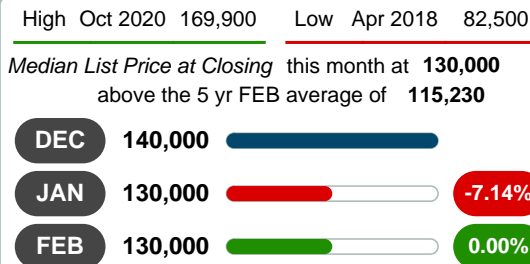 High Oct 2020 169,900 Low Apr 2018 82,500
Median List Price at Closing this month at 130,000
above the 5 yr FEB average of 115,230
DEC 140,000
JAN 130,000 -7.14%
FEB 130,000 0.00%